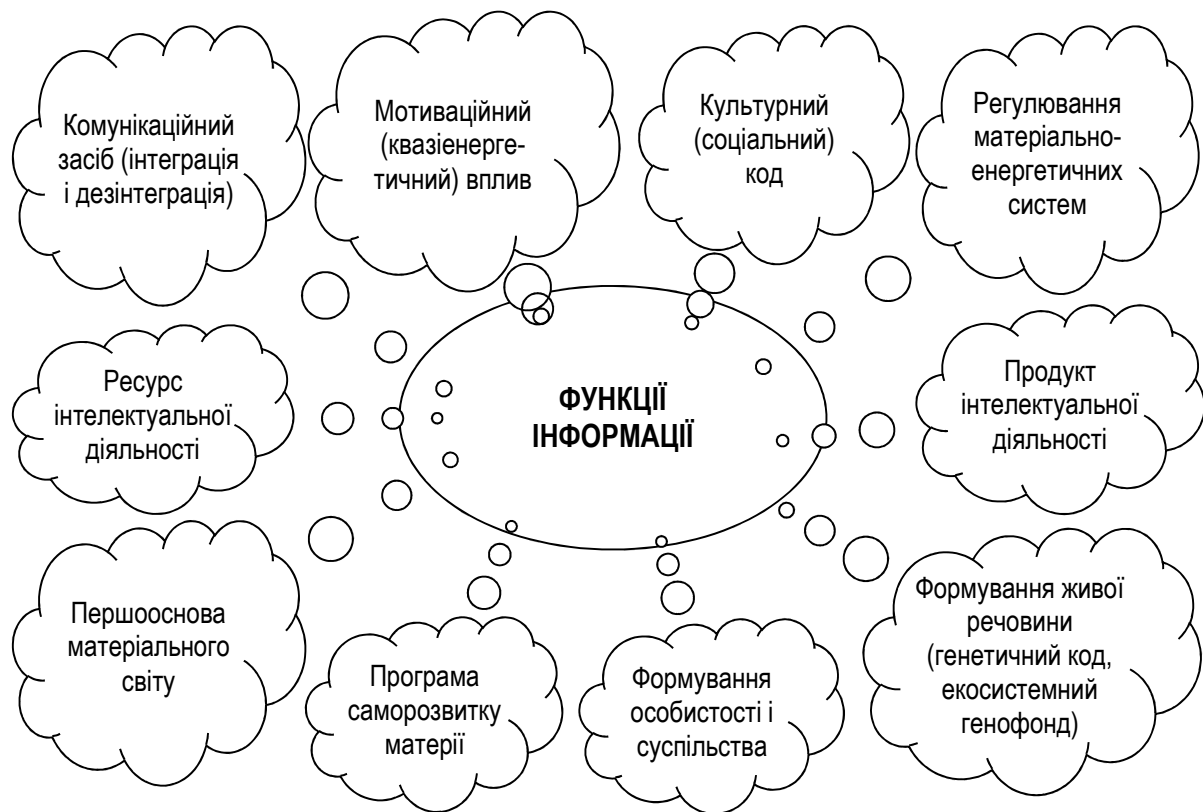 Комунікаційний
засіб (інтеграція
і дезінтеграція)
Мотиваційний
(квазіенерге-
тичний) вплив
Культурний
(соціальний)
код
Регулювання
матеріально-
енергетичних
систем
Ресурс
інтелектуальної
діяльності
ФУНКЦІЇ
ІНФОРМАЦІЇ
Продукт
інтелектуальної
діяльності
Першооснова
матеріального
світу
Програма
саморозвитку
матерії
Формування
особистості і
суспільства
Формування живої
речовини
(генетичний код,
екосистемний
генофонд)